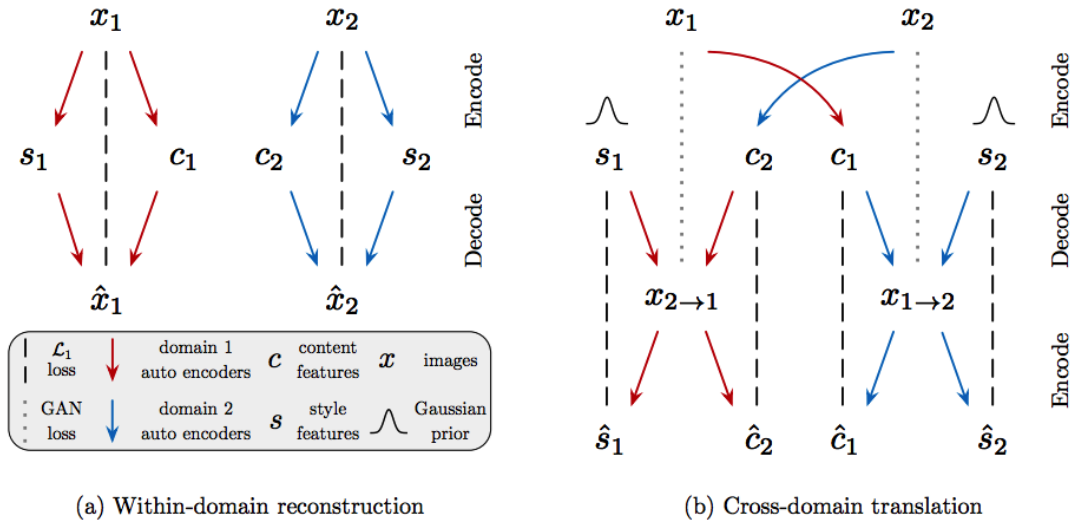 x₁ x₂
Encode
s₁ c₁ c₂ s₂
Decode
x̂₁ x̂₂
ℒ₁ loss
domain 1 auto encoders
c content features
x images
GAN loss
domain 2 auto encoders
s style features
Gaussian prior
(a) Within-domain reconstruction
x₁ x₂
Encode
s₁ c₂ c₁ s₂
Decode
x₂→₁ x₁→₂
Encode
ŝ₁ ĉ₂ ĉ₁ ŝ₂
(b) Cross-domain translation